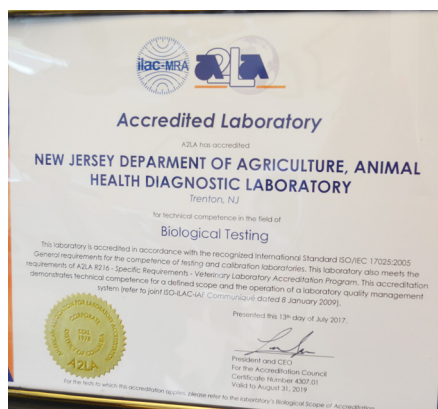 ilac-MRA
A2LA
Accredited Laboratory
A2LA has accredited
NEW JERSEY DEPARMENT OF AGRICULTURE, ANIMAL
HEALTH DIAGNOSTIC LABORATORY
Trenton, NJ
for technical competence in the field of
Biological Testing
This laboratory is accredited in accordance with the recognized International Standard ISO/IEC 17025:2005
General requirements for the competence of testing and calibration laboratories. This laboratory also meets the
requirements of A2LA R216 - Specific Requirements - Veterinary Laboratory Accreditation Program. This accreditation
demonstrates technical competence for a defined scope and the operation of a laboratory quality management
system (refer to joint ISO-ILAC-IAF Communiqué dated 8 January 2009).
Presented this 13th day of July 2017.
President and CEO
For the Accreditation Council
Certificate Number 4307.01
Valid to August 31, 2019
CORPORATE
SEAL
1978
A2LA
For the tests to which this accreditation applies, please refer to the laboratory's Biological Scope of Accreditation.